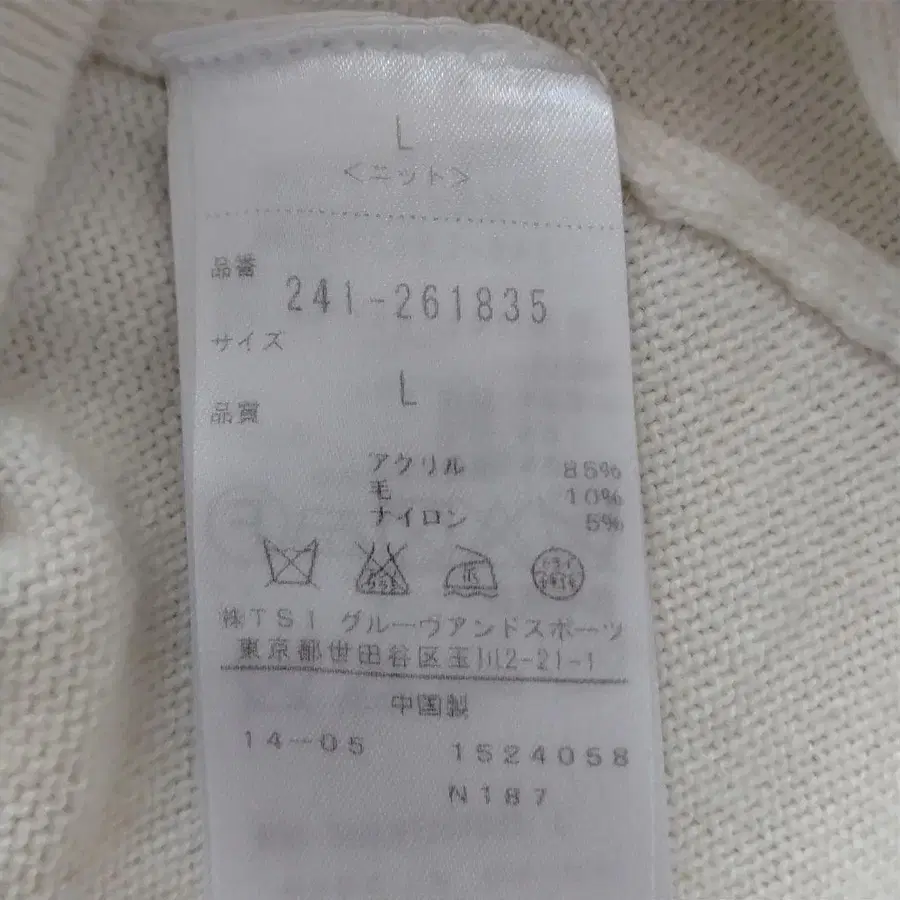 L
<ニット>
品番
241-261835
サイズ
L
品質
アクリル 85%
毛 10%
ナイロン 5%
㈱TSI グルーヴアンドスポーツ
東京都世田谷区玉川2-21-1
中国製
14-05 1524058
N187